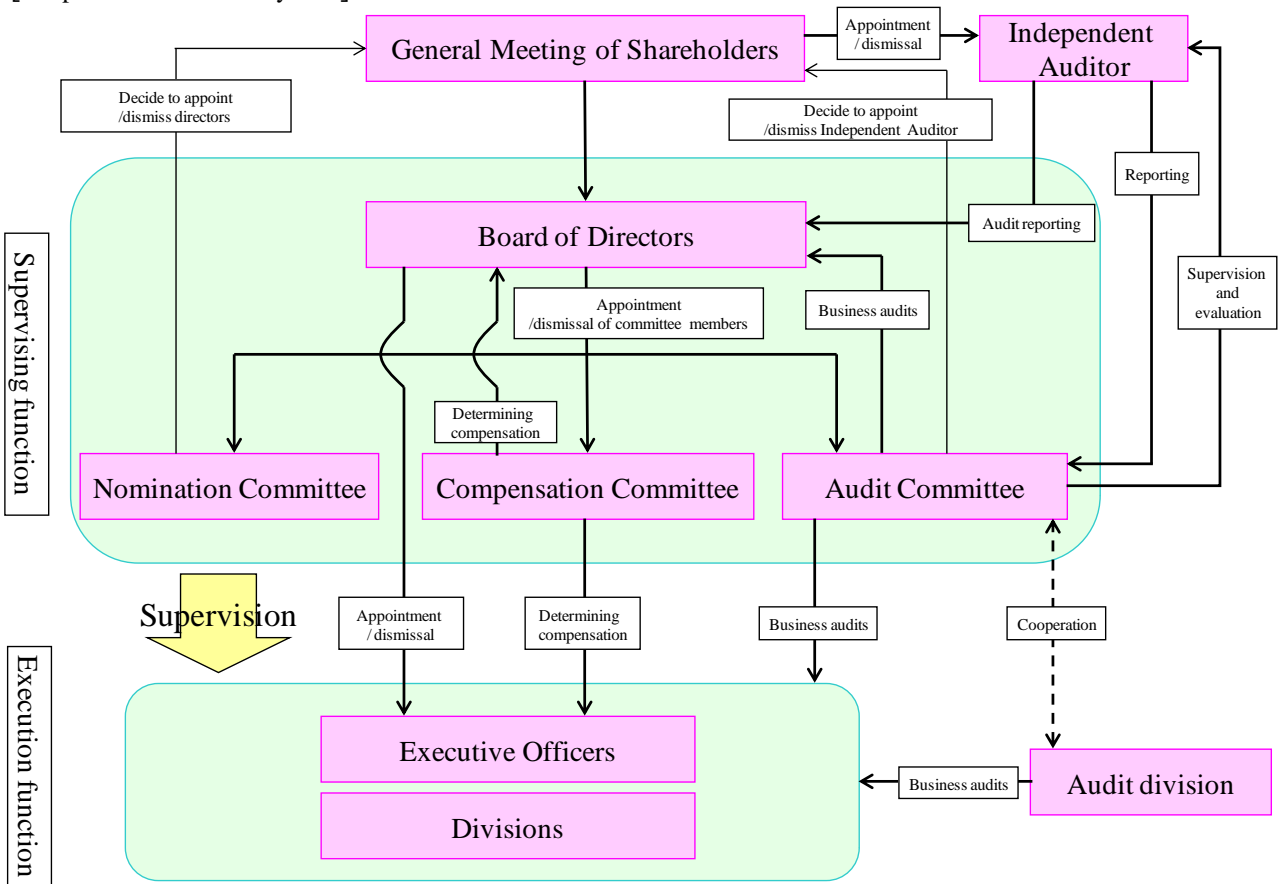 General Meeting of Shareholders
Appointment
/ dismissal
Independent
Auditor
Decide to appoint
/dismiss directors
Decide to appoint
/dismiss Independent Auditor
Reporting
Board of Directors
Audit reporting
Supervising function
Appointment
/dismissal of committee members
Business audits
Supervision
and
evaluation
Determining
compensation
Nomination Committee
Compensation Committee
Audit Committee
Supervision
Appointment
/ dismissal
Determining
compensation
Business audits
Cooperation
Execution function
Executive Officers
Business audits
Audit division
Divisions